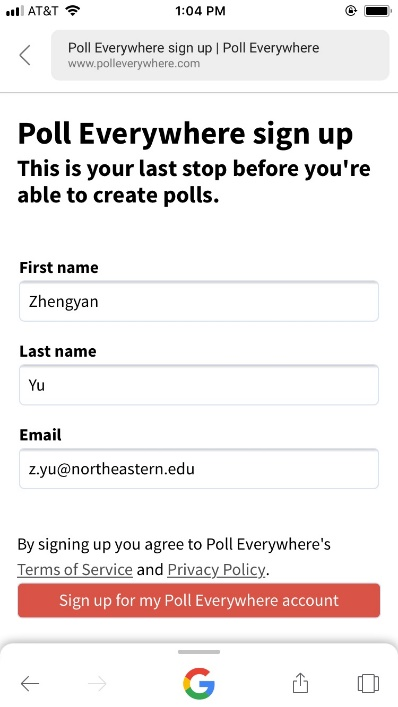 AT&T 1:04 PM
Poll Everywhere sign up | Poll Everywhere
www.polleverywhere.com
Poll Everywhere sign up
This is your last stop before you're
able to create polls.
First name
Zhengyan
Last name
Yu
Email
z.yu@northeastern.edu
By signing up you agree to Poll Everywhere's
Terms of Service and Privacy Policy.
Sign up for my Poll Everywhere account
G